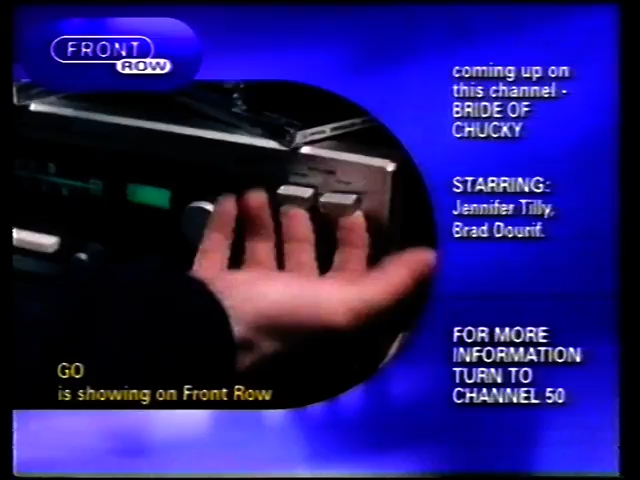 FRONT
ROW
coming up on
this channel -
BRIDE OF
CHUCKY
STARRING:
Jennifer Tilly,
Brad Dourif.
FOR MORE
INFORMATION
TURN TO
CHANNEL 50
GO
is showing on Front Row